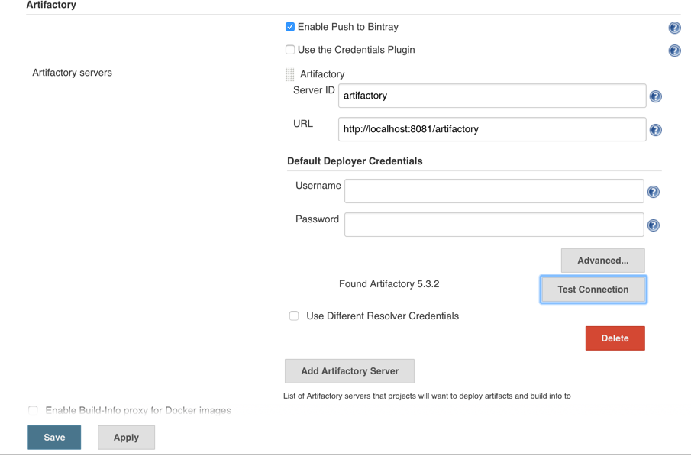 Artifactory
Enable Push to Bintray
Use the Credentials Plugin
Artifactory servers
Artifactory
Server ID
artifactory
URL
http://localhost:8081/artifactory
Default Deployer Credentials
Username
Password
Advanced...
Found Artifactory 5.3.2
Test Connection
Use Different Resolver Credentials
Delete
Add Artifactory Server
List of Artifactory servers that projects will want to deploy artifacts and build info to
Enable Build-Info proxy for Docker images
Save
Apply